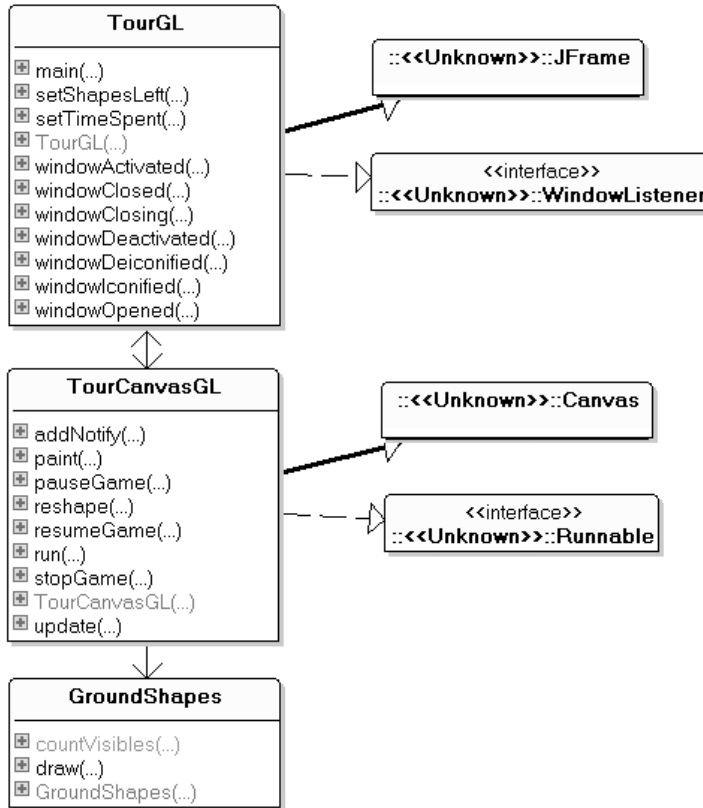 TourGL
main(...)
setShapesLeft(...)
setTimeSpent(...)
TourGL(...)
windowActivated(...)
windowClosed(...)
windowClosing(...)
windowDeactivated(...)
windowDeiconified(...)
windowIconified(...)
windowOpened(...)
::<<Unknown>>::JFrame
<<interface>>
::<<Unknown>>::WindowListener
TourCanvasGL
addNotify(...)
paint(...)
pauseGame(...)
reshape(...)
resumeGame(...)
run(...)
stopGame(...)
TourCanvasGL(...)
update(...)
::<<Unknown>>::Canvas
<<interface>>
::<<Unknown>>::Runnable
GroundShapes
countVisibles(...)
draw(...)
GroundShapes(...)